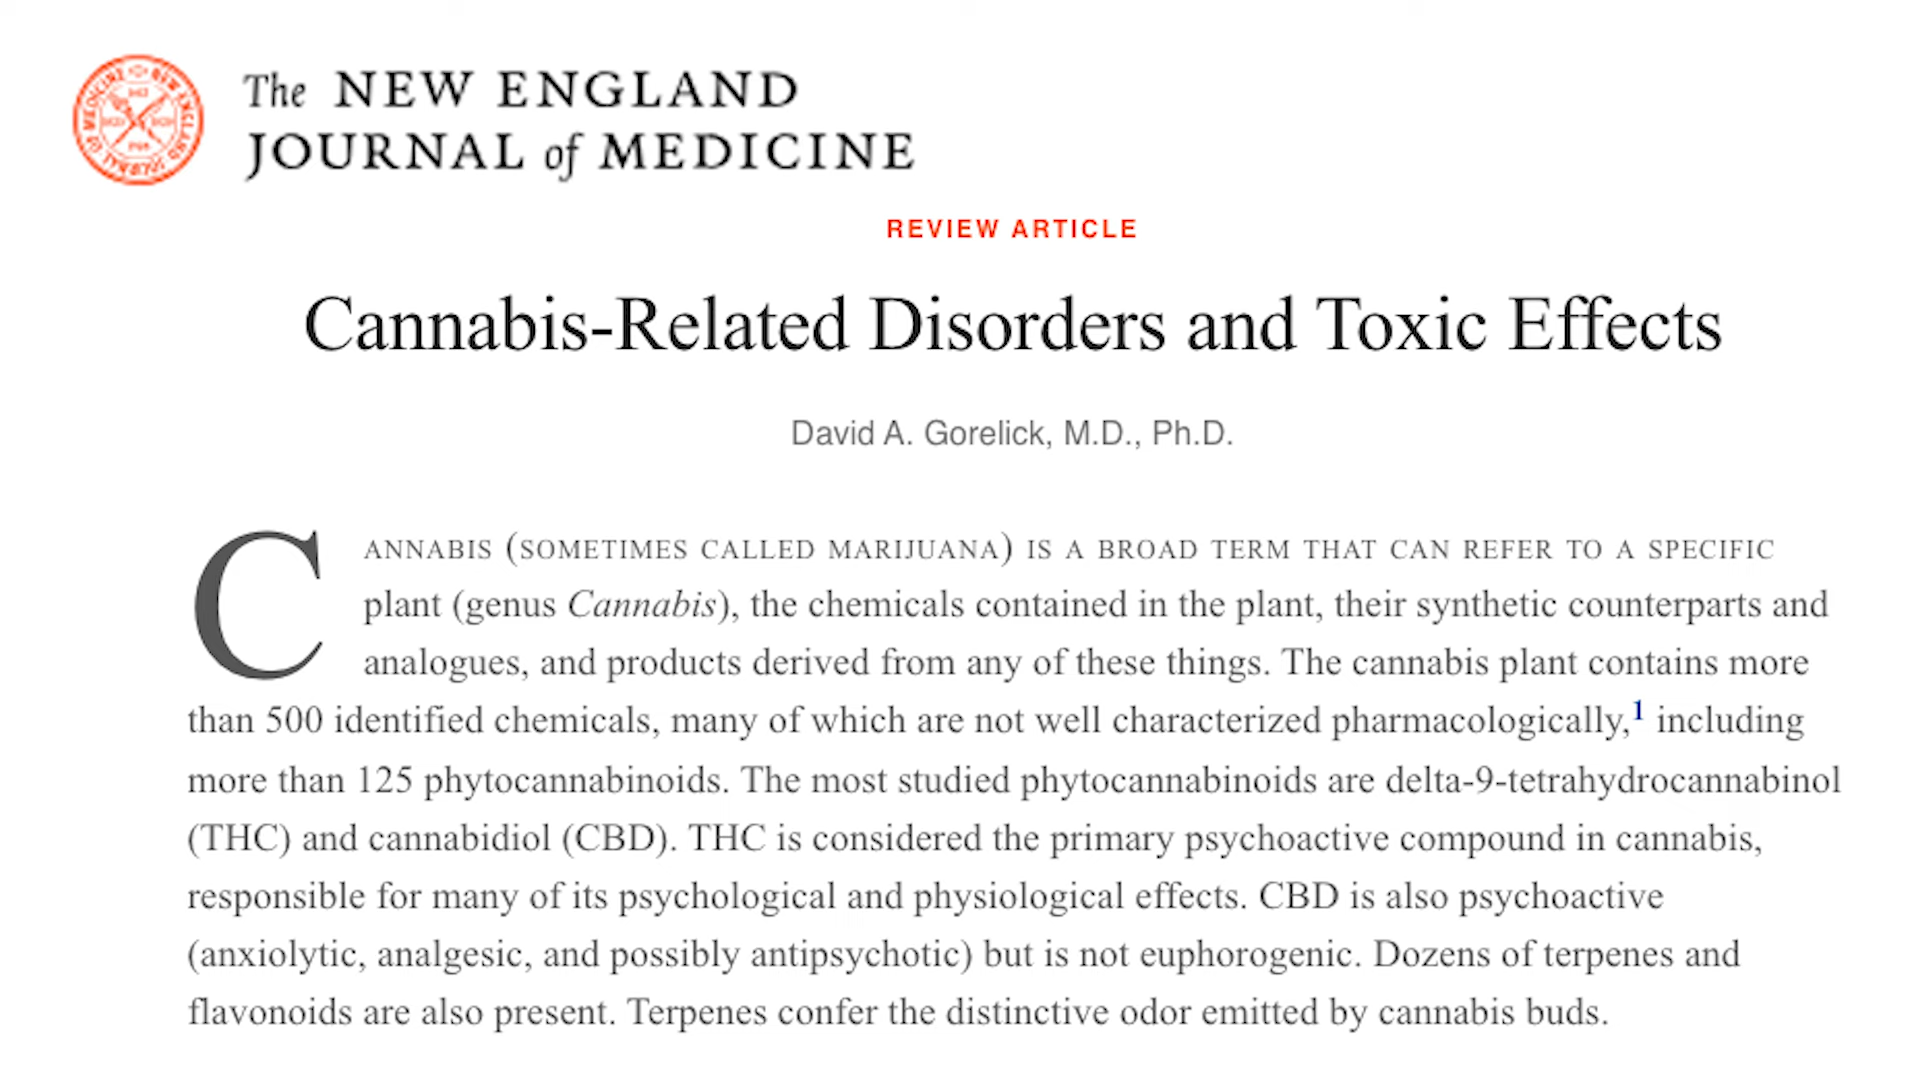 The NEW ENGLAND
JOURNAL of MEDICINE
REVIEW ARTICLE
Cannabis-Related Disorders and Toxic Effects
David A. Gorelick, M.D., Ph.D.
CANNABIS (SOMETIMES CALLED MARIJUANA) IS A BROAD TERM THAT CAN REFER TO A SPECIFIC
plant (genus Cannabis), the chemicals contained in the plant, their synthetic counterparts and
analogues, and products derived from any of these things. The cannabis plant contains more
than 500 identified chemicals, many of which are not well characterized pharmacologically,1 including
more than 125 phytocannabinoids. The most studied phytocannabinoids are delta-9-tetrahydrocannabinol
(THC) and cannabidiol (CBD). THC is considered the primary psychoactive compound in cannabis,
responsible for many of its psychological and physiological effects. CBD is also psychoactive
(anxiolytic, analgesic, and possibly antipsychotic) but is not euphorogenic. Dozens of terpenes and
flavonoids are also present. Terpenes confer the distinctive odor emitted by cannabis buds.